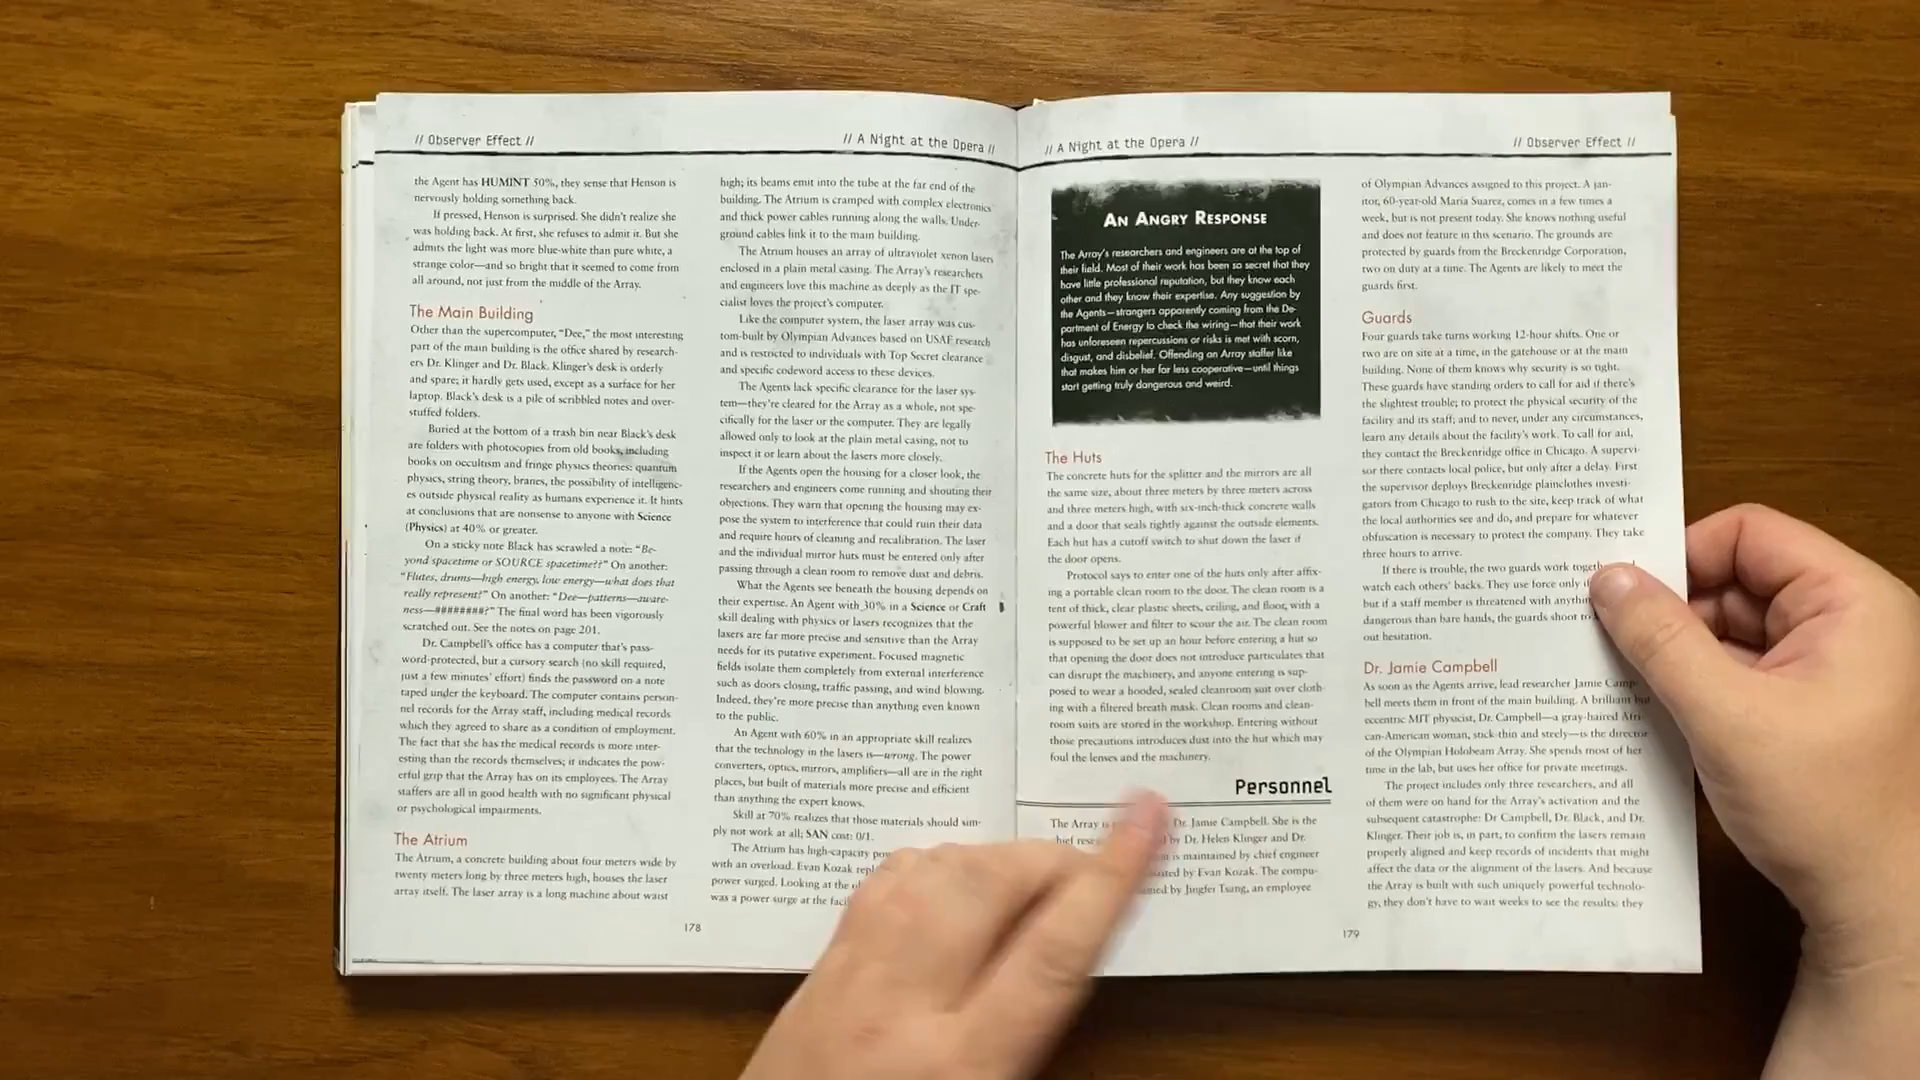 // Observer Effect //
// A Night at the Opera //
the Agent has HUMINT 50%, they sense that Henson is
nervously holding something back.
If pressed, Henson is surprised. She didn't realize she
was holding back. At first, she refuses to admit it. But she
admits the light was more blue-white than pure white, a
strange color—and so bright that it seemed to come from
all around, not just from the middle of the Array.
The Main Building
Other than the supercomputer, "Dee," the most interesting
part of the main building is the office shared by research-
ers Dr. Klinger and Dr. Black. Klinger's desk is orderly
and spare; it hardly gets used, except as a surface for her
laptop. Black's desk is a pile of scribbled notes and over-
stuffed folders.
Buried at the bottom of a trash bin near Black's desk
are folders with photocopies from old books, including
books on occultism and fringe physics theories: quantum
physics, string theory, branes, the possibility of intelligenc-
es outside physical reality as humans experience it. It hints
at conclusions that are nonsense to anyone with Science
(Physics) at 40% or greater.
On a sticky note Black has scrawled a note: "Be-
yond spacetime or SOURCE spacetime??" On another:
"Flutes, drums—high energy, low energy—what does that
really represent?" On another: "Dee—patterns—aware-
ness—########?" The final word has been vigorously
scratched out. See the notes on page 201.
Dr. Campbell's office has a computer that's pass-
word-protected, but a cursory search (no skill required,
just a few minutes' effort) finds the password on a note
taped under the keyboard. The computer contains person-
nel records for the Array staff, including medical records
which they agreed to share as a condition of employment.
The fact that she has the medical records is more inter-
esting than the records themselves; it indicates the pow-
erful grip that the Array has on its employees. The Array
staffers are all in good health with no significant physical
or psychological impairments.
The Atrium
The Atrium, a concrete building about four meters wide by
twenty meters long by three meters high, houses the laser
array itself. The laser array is a long machine about waist
high; its beams emit into the tube at the far end of the
building. The Atrium is cramped with complex electronics
and thick power cables running along the walls. Under-
ground cables link it to the main building.
The Atrium houses an array of ultraviolet xenon lasers
enclosed in a plain metal casing. The Array's researchers
and engineers love this machine as deeply as the IT spe-
cialist loves the project's computer.
Like the computer system, the laser array was cus-
tom-built by Olympian Advances based on USAF research
and is restricted to individuals with Top Secret clearance
and specific codeword access to these devices.
The Agents lack specific clearance for the laser sys-
tem—they're cleared for the Array as a whole, not spe-
cifically for the laser or the computer. They are legally
allowed only to look at the plain metal casing, not to
inspect it or learn about the lasers more closely.
If the Agents open the housing for a closer look, the
researchers and engineers come running and shouting their
objections. They warn that opening the housing may ex-
pose the system to interference that could ruin their data
and require hours of cleaning and recalibration. The laser
and the individual mirror huts must be entered only after
passing through a clean room to remove dust and debris.
What the Agents see beneath the housing depends on
their expertise. An Agent with 30% in a Science or Craft
skill dealing with physics or lasers recognizes that the
lasers are far more precise and sensitive than the Array
needs for its putative experiment. Focused magnetic
fields isolate them completely from external interference
such as doors closing, traffic passing, and wind blowing.
Indeed, they're more precise than anything even known
to the public.
An Agent with 60% in an appropriate skill realizes
that the technology in the lasers is—wrong. The power
converters, optics, mirrors, amplifiers—all are in the right
places, but built of materials more precise and efficient
than anything the expert knows.
Skill at 70% realizes that those materials should sim-
ply not work at all; SAN cost: 0/1.
The Atrium has high-capacity
with an overload. Evan Kozak
power surged. Looking at the
was a power surge at the
178
// A Night at the Opera //
// Observer Effect //
AN ANGRY RESPONSE
The Array's researchers and engineers are at the top of
their field. Most of their work has been so secret that they
have little professional reputation, but they know each
other and they know their expertise. Any suggestion by
the Agents—strangers apparently coming from the De-
partment of Energy to check the wiring—that their work
has unforeseen repercussions or risks is met with scorn,
disgust, and disbelief. Offending an Array staffer like
that makes him or her far less cooperative—until things
start getting truly dangerous and weird.
The Huts
The concrete huts for the splitter and the mirrors are all
the same size, about three meters by three meters across
and three meters high, with six-inch-thick concrete walls
and a door that seals tightly against the outside elements.
Each hut has a cutoff switch to shut down the laser if
the door opens.
Protocol says to enter one of the huts only after affix-
ing a portable clean room to the door. The clean room is a
tent of thick, clear plastic sheets, ceiling, and floor, with a
powerful blower and filter to scour the air. The clean room
is supposed to be set up an hour before entering a hut so
that opening the door does not introduce particulates that
can disrupt the machinery, and anyone entering is sup-
posed to wear a hooded, sealed cleanroom suit over cloth-
ing with a filtered breath mask. Clean rooms and clean-
room suits are stored in the workshop. Entering without
those precautions introduces dust into the hut which may
foul the lenses and the machinery.
Personnel
The Array is Dr. Jamie Campbell. She is the
by Dr. Helen Klinger and Dr.
is maintained by chief engineer
by Evan Kozak. The compu-
by Jingfei Tsang, an employee
of Olympian Advances assigned to this project. A jan-
itor, 60-year-old Maria Suarez, comes in a few times a
week, but is not present today. She knows nothing useful
and does not feature in this scenario. The grounds are
protected by guards from the Breckenridge Corporation,
two on duty at a time. The Agents are likely to meet the
guards first.
Guards
Four guards take turns working 12-hour shifts. One or
two are on site at a time, in the gatehouse or at the main
building. None of them knows why security is so tight.
These guards have standing orders to call for aid if there's
the slightest trouble; to protect the physical security of the
facility and its staff; and to never, under any circumstances,
learn any details about the facility's work. To call for aid,
they contact the Breckenridge office in Chicago. A supervi-
sor there contacts local police, but only after a delay. First
the supervisor deploys Breckenridge plainclothes investi-
gators from Chicago to rush to the site, keep track of what
the local authorities see and do, and prepare for whatever
obfuscation is necessary to protect the company. They take
three hours to arrive.
If there is trouble, the two guards work
watch each others' backs. They use force only
but if a staff member is threatened with
dangerous than bare hands, the guards shoot
out hesitation.
Dr. Jamie Campbell
As soon as the Agents arrive, lead researcher Jamie Camp-
bell meets them in front of the main building. A brilliant but
eccentric MIT physicist, Dr. Campbell—a gray-haired Afri-
can-American woman, stick-thin and steely—is the director
of the Olympian Holobeam Array. She spends most of her
time in the lab, but uses her office for private meetings.
The project includes only three researchers, and all
of them were on hand for the Array's activation and the
subsequent catastrophe: Dr Campbell, Dr. Black, and Dr.
Klinger. Their job is, in part, to confirm the lasers remain
properly aligned and keep records of incidents that might
affect the data or the alignment of the lasers. And because
the Array is built with such uniquely powerful technolo-
gy, they don't have to wait weeks to see the results: they
179